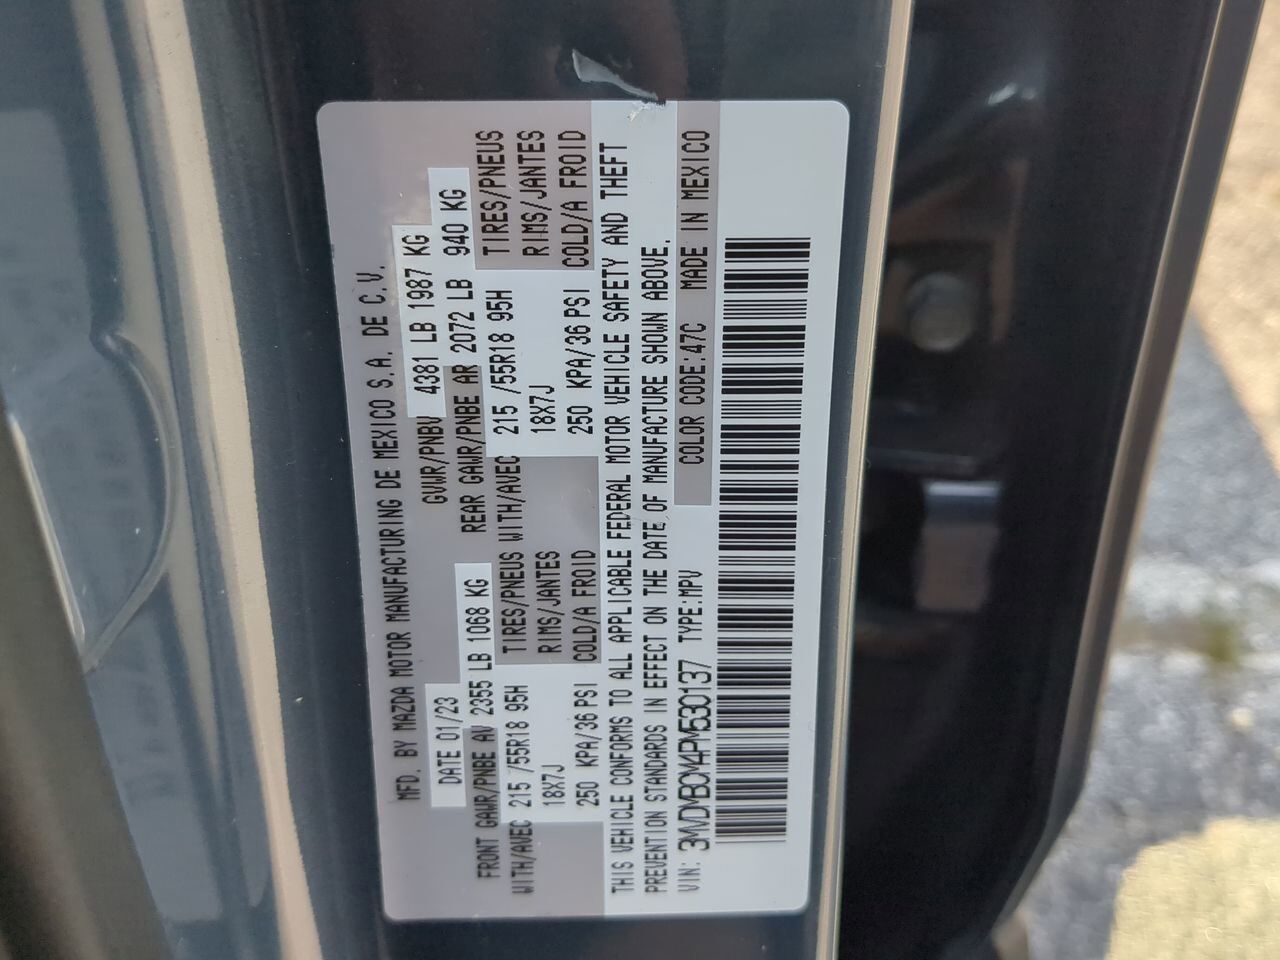 MFD. BY MAZDA MOTOR MANUFACTURING DE MEXICO S.A. DE C.V.
DATE 01/23 GVWR/PNBV 4381 LB 1987 KG
FRONT GAWR/PNBE AV 2355 LB 1068 KG REAR GAWR/PNBE AR 2072 LB 940 KG
WITH/AVEC 215 /55R18 95H TIRES/PNEUS WITH/AVEC 215 /55R18 95H TIRES/PNEUS
18X7J RIMS/JANTES 18X7J RIMS/JANTES
250 KPA/36 PSI COLD/A FROID 250 KPA/36 PSI COLD/A FROID
THIS VEHICLE CONFORMS TO ALL APPLICABLE FEDERAL MOTOR VEHICLE SAFETY AND THEFT
PREVENTION STANDARDS IN EFFECT ON THE DATE OF MANUFACTURE SHOWN ABOVE.
VIN: 3MVDMBCM4PM530137 TYPE:MPV COLOR CODE:47C MADE IN MEXICO